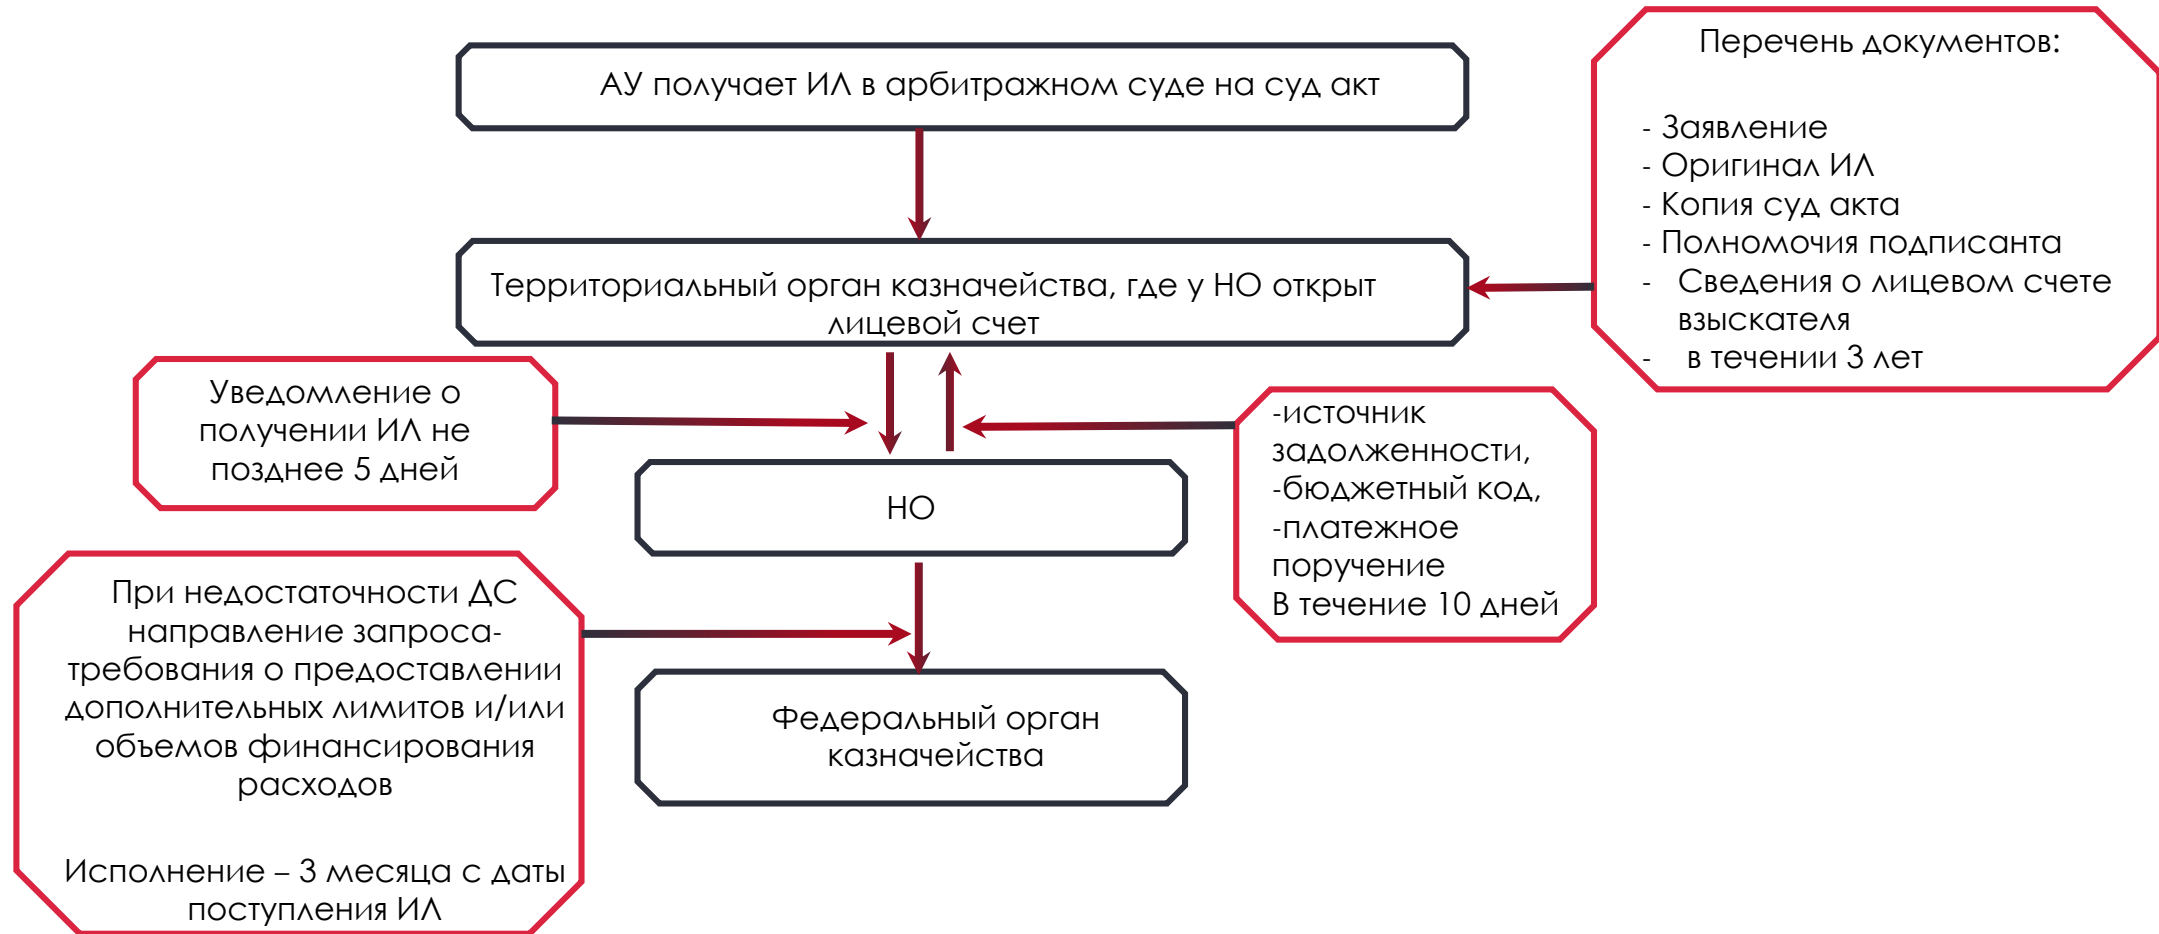 АУ получает ИЛ в арбитражном суде на суд акт
Перечень документов:
- Заявление
- Оригинал ИЛ
- Копия суд акта
- Полномочия подписанта
- Сведения о лицевом счете
взыскателя
- в течении 3 лет
Территориальный орган казначейства, где у НО открыт
лицевой счет
Уведомление о
получении ИЛ не
позднее 5 дней
-источник
задолженности,
-бюджетный код,
-платежное
поручение
В течение 10 дней
НО
При недостаточности ДС
направление запроса-
требования о предоставлении
дополнительных лимитов и/или
объемов финансирования
расходов
Исполнение – 3 месяца с даты
поступления ИЛ
Федеральный орган
казначейства